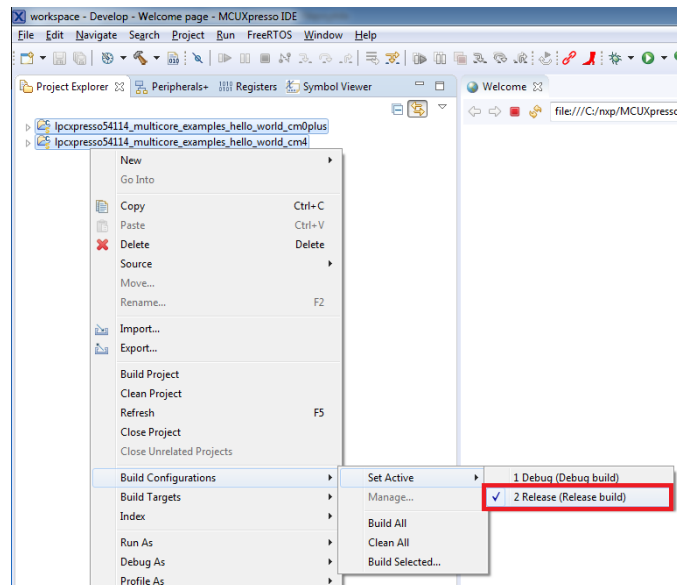 workspace - Develop - Welcome page - MCUXpresso IDE
File Edit Navigate Search Project Run FreeRTOS Window Help
Project Explorer Peripherals+ Registers Symbol Viewer Welcome
file:///C:/nxp/MCUXpresso
lpcxpresso54114_multicore_examples_hello_world_cm0plus
lpcxpresso54114_multicore_examples_hello_world_cm4
New
Go Into
Copy Ctrl+C
Paste Ctrl+V
Delete Delete
Source
Move...
Rename... F2
Import...
Export...
Build Project
Clean Project
Refresh F5
Close Project
Close Unrelated Projects
Build Configurations Set Active 1 Debug (Debug build)
Build Targets Manage... 2 Release (Release build)
Index Build All
Run As Clean All
Debug As Build Selected...
Profile As